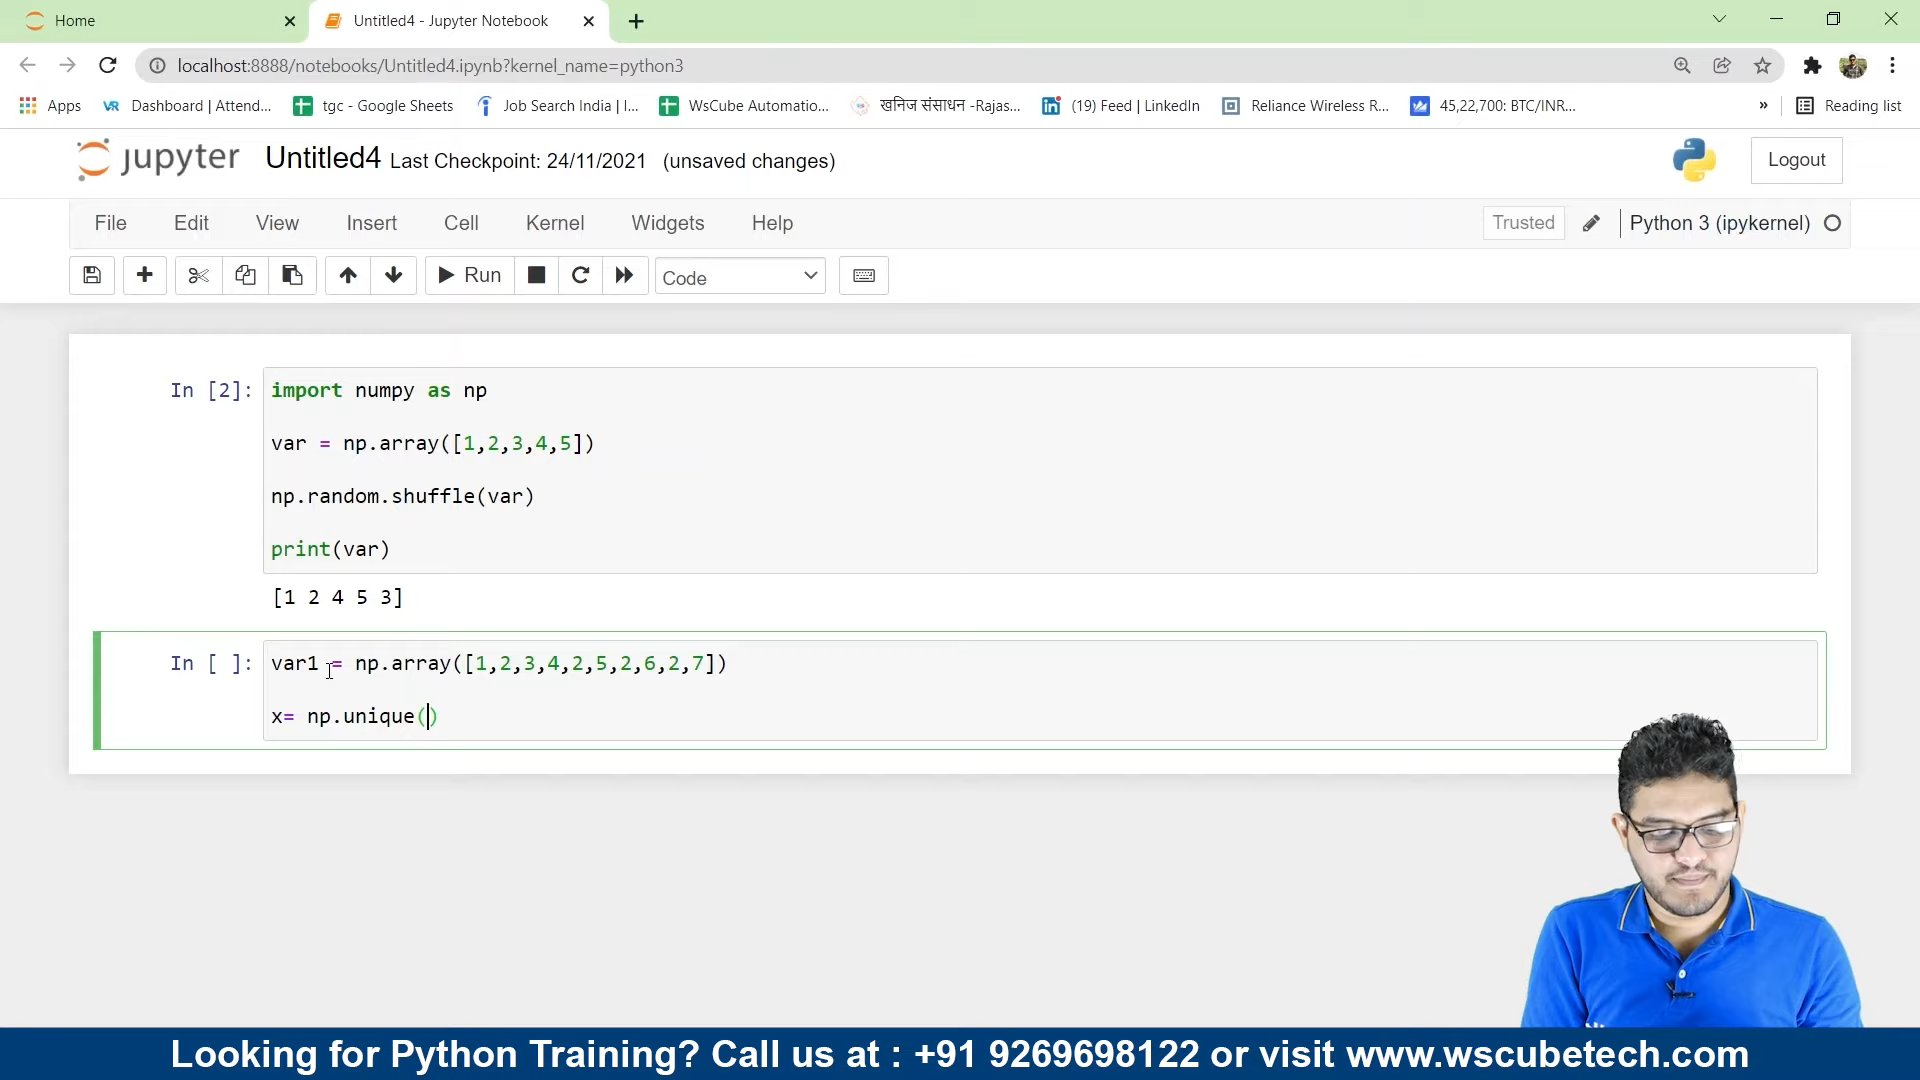 Home
Untitled4 - Jupyter Notebook
localhost:8888/notebooks/Untitled4.ipynb?kernel_name=python3
Apps VR Dashboard | Attend... tgc - Google Sheets Job Search India | I... WsCube Automatio... खनिज संसाधन -Rajas... (19) Feed | LinkedIn Reliance Wireless R... 45,22,700: BTC/INR... » Reading list
jupyter Untitled4 Last Checkpoint: 24/11/2021 (unsaved changes) Logout
File Edit View Insert Cell Kernel Widgets Help Trusted Python 3 (ipykernel)
Run Code
In [2]: import numpy as np
var = np.array([1,2,3,4,5])
np.random.shuffle(var)
print(var)
[1 2 4 5 3]
In [ ]: var1 = np.array([1,2,3,4,2,5,2,6,2,7])
x= np.unique()
Looking for Python Training? Call us at : +91 9269698122 or visit www.wscubetech.com